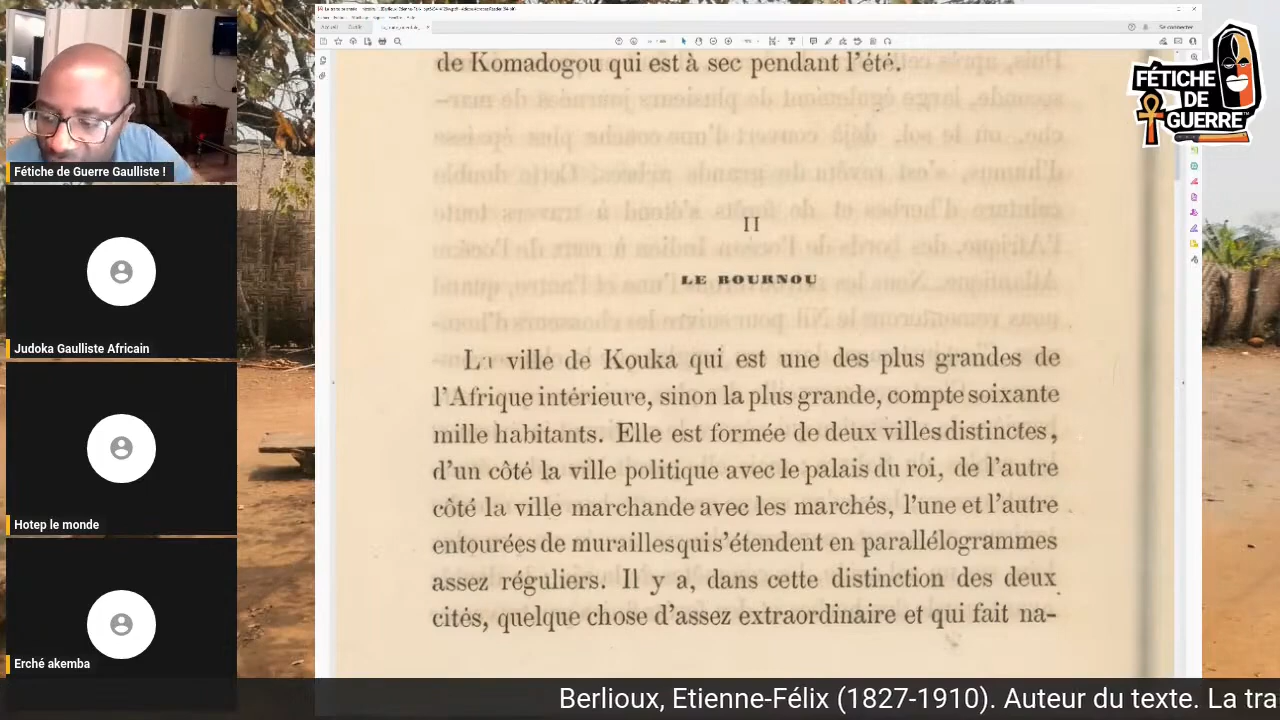 Fétiche de Guerre Gaulliste !
Judoka Gaulliste Africain
Hotep le monde
Erché akemba
Se connecter
de Komadogou qui est à sec pendant l'été.
II
LE BOURNOU
La ville de Kouka qui est une des plus grandes de
l'Afrique intérieure, sinon la plus grande, compte soixante
mille habitants. Elle est formée de deux villes distinctes,
d'un côté la ville politique avec le palais du roi, de l'autre
côté la ville marchande avec les marchés, l'une et l'autre
entourées de murailles qui s'étendent en parallélogrammes
assez réguliers. Il y a, dans cette distinction des deux
cités, quelque chose d'assez extraordinaire et qui fait na-
FÉTICHE
DE
GUERRE
Berlioux, Etienne-Félix (1827-1910). Auteur du texte. La tra